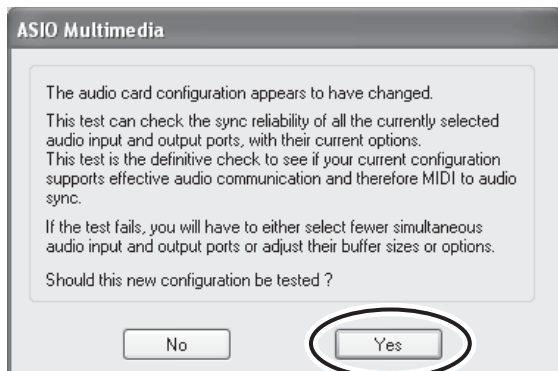 ASIO Multimedia
The audio card configuration appears to have changed.
This test can check the sync reliability of all the currently selected
audio input and output ports, with their current options.
This test is the definitive check to see if your current configuration
supports effective audio communication and therefore MIDI to audio
sync.
If the test fails, you will have to either select fewer simultaneous
audio input and output ports or adjust their buffer sizes or options.
Should this new configuration be tested ?
No
Yes